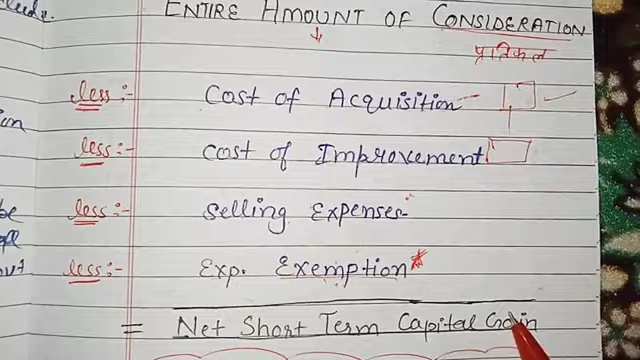 ENTIRE AMOUNT OF CONSIDERATION
प्रतिफल
less:- Cost of Acquisition
less:- Cost of Improvement
less:- Selling Expenses
less:- Exp. Exemption
= Net Short Term Capital Gain